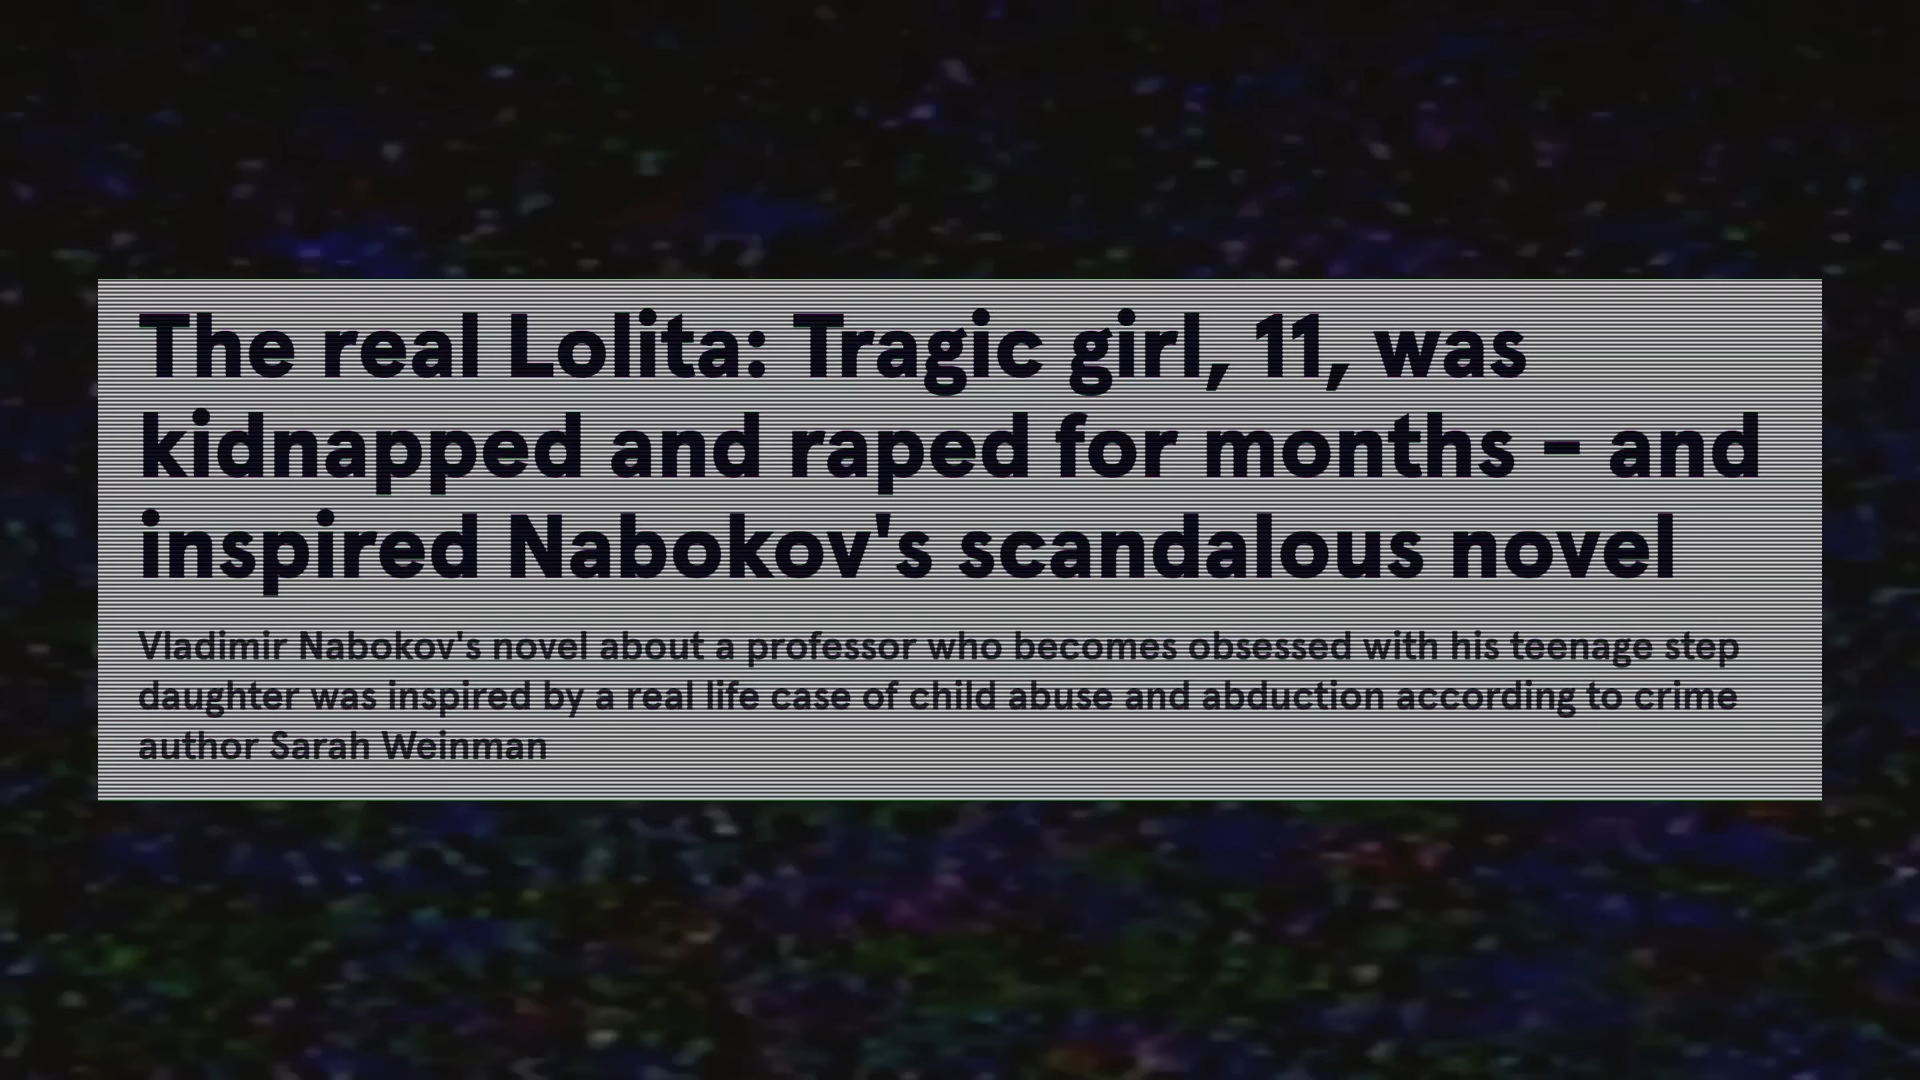 The real Lolita: Tragic girl, 11, was
kidnapped and raped for months - and
inspired Nabokov's scandalous novel
Vladimir Nabokov's novel about a professor who becomes obsessed with his teenage step
daughter was inspired by a real life case of child abuse and abduction according to crime
author Sarah Weinman